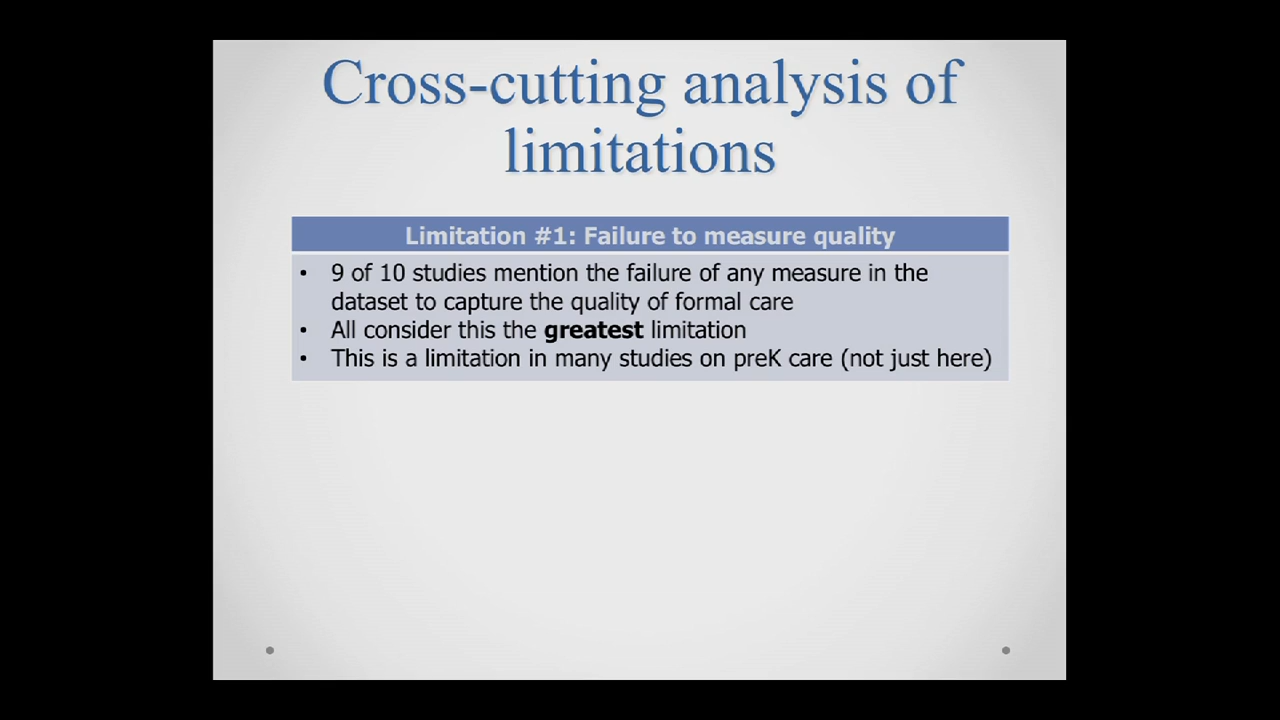 Cross-cutting analysis of
limitations
Limitation #1: Failure to measure quality
• 9 of 10 studies mention the failure of any measure in the
dataset to capture the quality of formal care
• All consider this the greatest limitation
• This is a limitation in many studies on preK care (not just here)